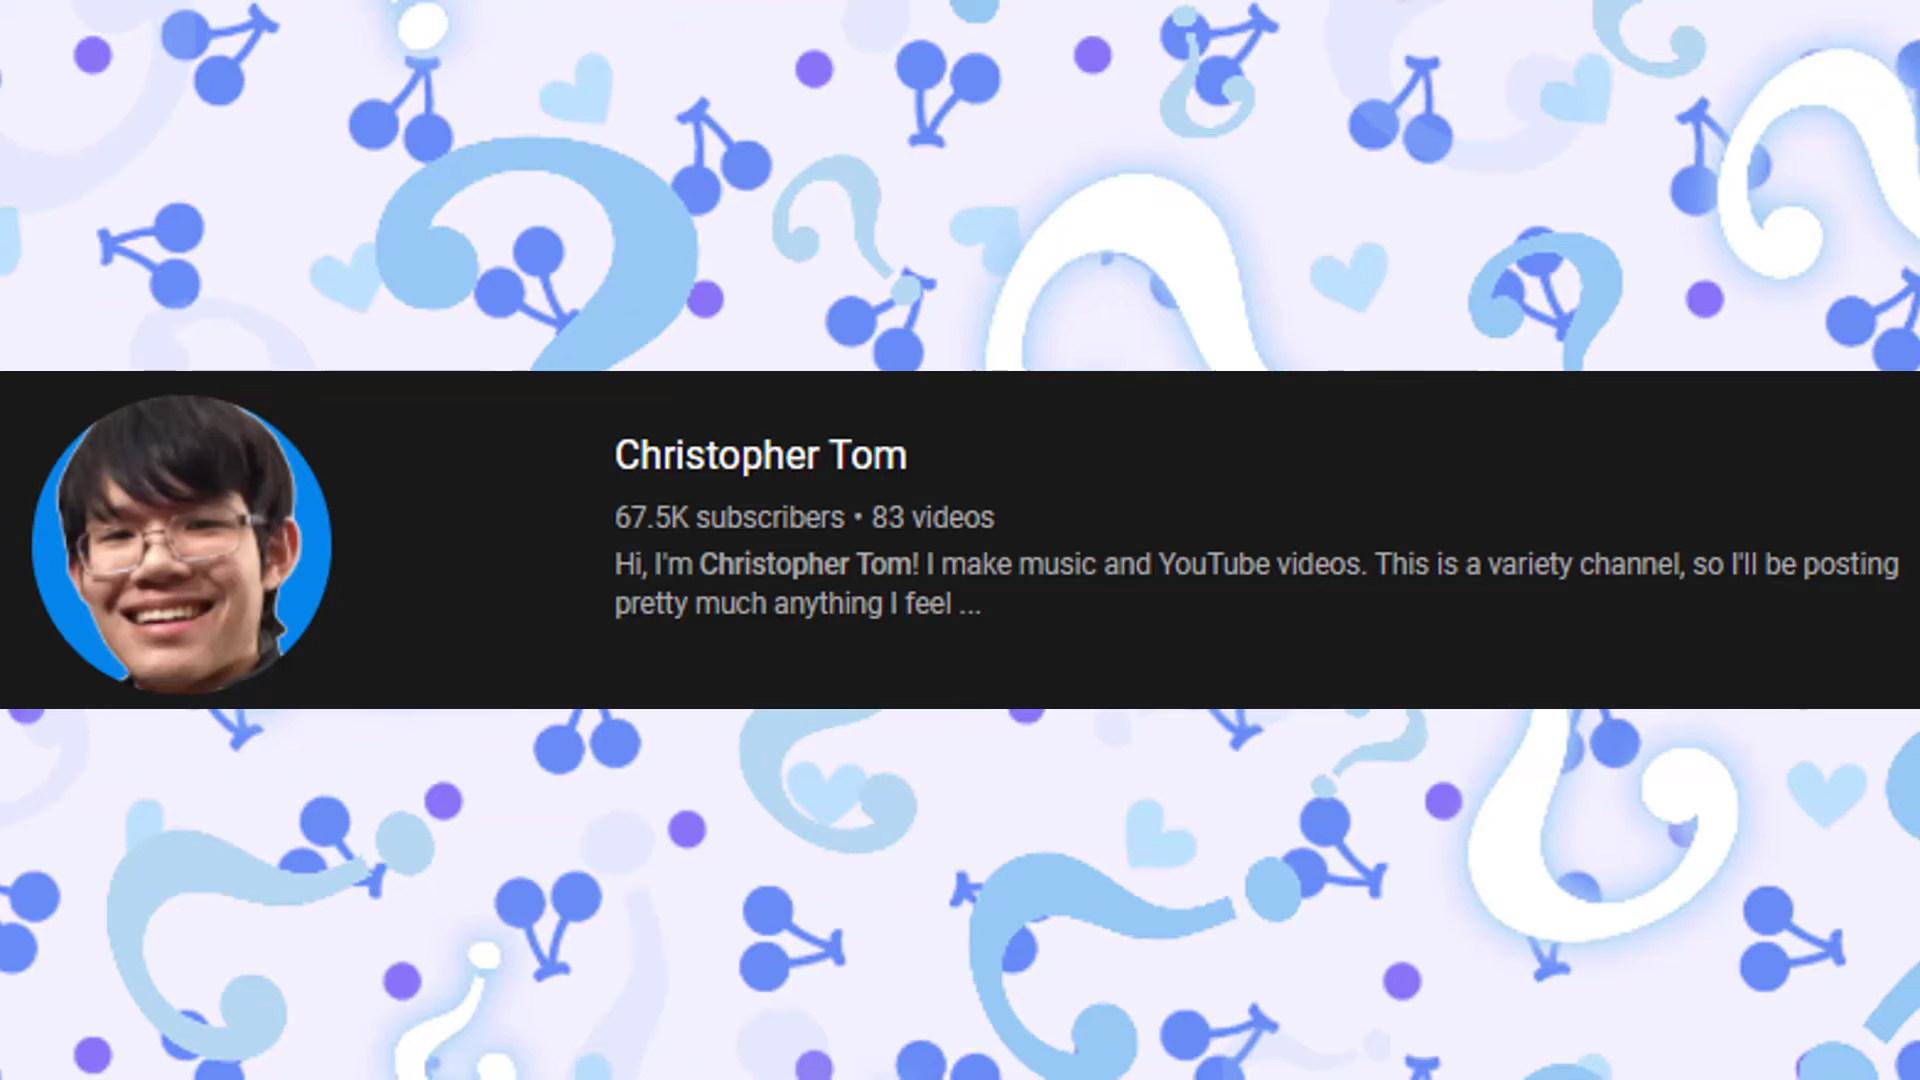 Christopher Tom
67.5K subscribers • 83 videos
Hi, I'm Christopher Tom! I make music and YouTube videos. This is a variety channel, so I'll be posting
pretty much anything I feel ...